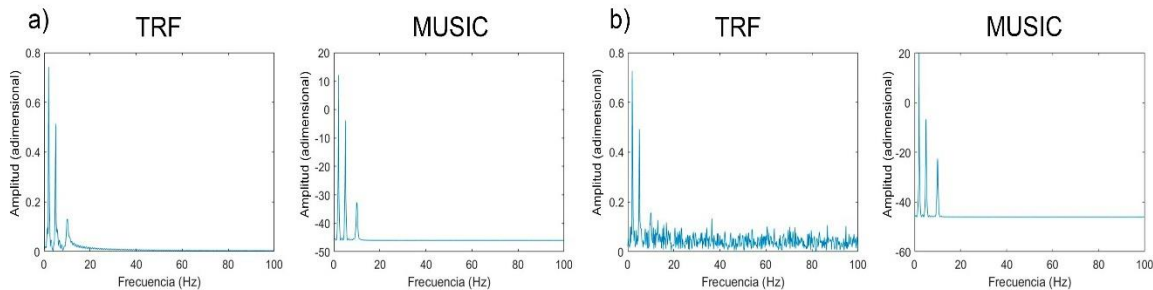 a)
TRF
Amplitud (adimensional)
0.8
0.6
0.4
0.2
0
0 20 40 60 80 100
Frecuencia (Hz)
MUSIC
Amplitud (adimensional)
20
10
0
-10
-20
-30
-40
-50
0 20 40 60 80 100
Frecuencia (Hz)
b)
TRF
Amplitud (adimensional)
0.8
0.6
0.4
0.2
0
0 20 40 60 80 100
Frecuencia (Hz)
MUSIC
Amplitud (adimensional)
20
0
-20
-40
-60
0 20 40 60 80 100
Frecuencia (Hz)